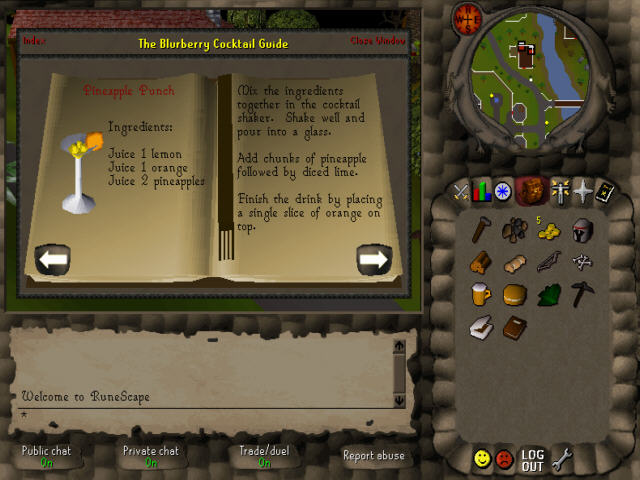 Index
The Blurberry Cocktail Guide
Close Window
Pineapple Punch
Ingredients:
Juice 1 lemon
Juice 1 orange
Juice 2 pineapples
Mix the ingredients
together in the cocktail
shaker. Shake well and
pour into a glass.
Add chunks of pineapple
followed by diced lime.
Finish the drink by placing
a single slice of orange on
top.
5
Welcome to RuneScape
*
Public chat
On
Private chat
On
Trade/duel
On
Report abuse
LOG
OUT